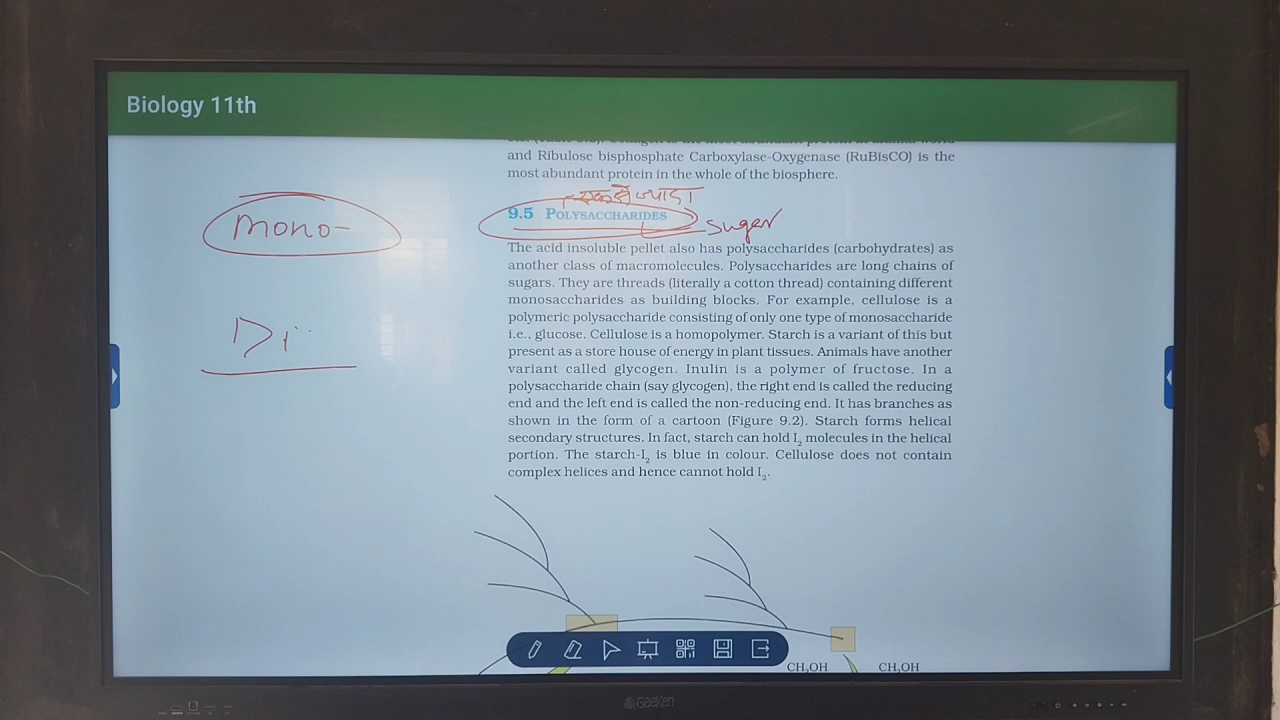 Biology 11th
and Ribulose bisphosphate Carboxylase-Oxygenase (RuBisCO) is the
most abundant protein in the whole of the biosphere.
9.5 POLYSACCHARIDES
suger
mono-
Di
The acid insoluble pellet also has polysaccharides (carbohydrates) as
another class of macromolecules. Polysaccharides are long chains of
sugars. They are threads (literally a cotton thread) containing different
monosaccharides as building blocks. For example, cellulose is a
polymeric polysaccharide consisting of only one type of monosaccharide
i.e., glucose. Cellulose is a homopolymer. Starch is a variant of this but
present as a store house of energy in plant tissues. Animals have another
variant called glycogen. Inulin is a polymer of fructose. In a
polysaccharide chain (say glycogen), the right end is called the reducing
end and the left end is called the non-reducing end. It has branches as
shown in the form of a cartoon (Figure 9.2). Starch forms helical
secondary structures. In fact, starch can hold I₂ molecules in the helical
portion. The starch-I₂ is blue in colour. Cellulose does not contain
complex helices and hence cannot hold I₂.
CH₂OH CH₂OH
GeeVen